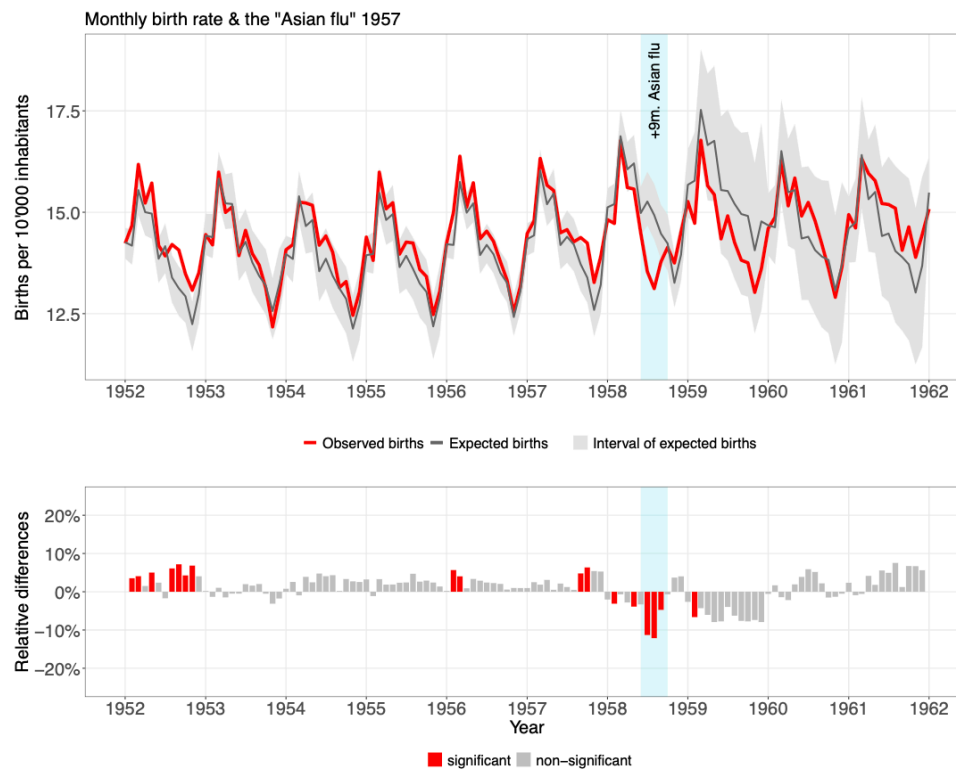 Monthly birth rate & the "Asian flu" 1957
Births per 10'000 inhabitants
17.5
15.0
12.5
+9m. Asian flu
1952 1953 1954 1955 1956 1957 1958 1959 1960 1961 1962
Observed births Expected births Interval of expected births
Relaltive differences
20%
10%
0%
−10%
−20%
1952 1953 1954 1955 1956 1957 1958 1959 1960 1961 1962
Year
significant non−significant